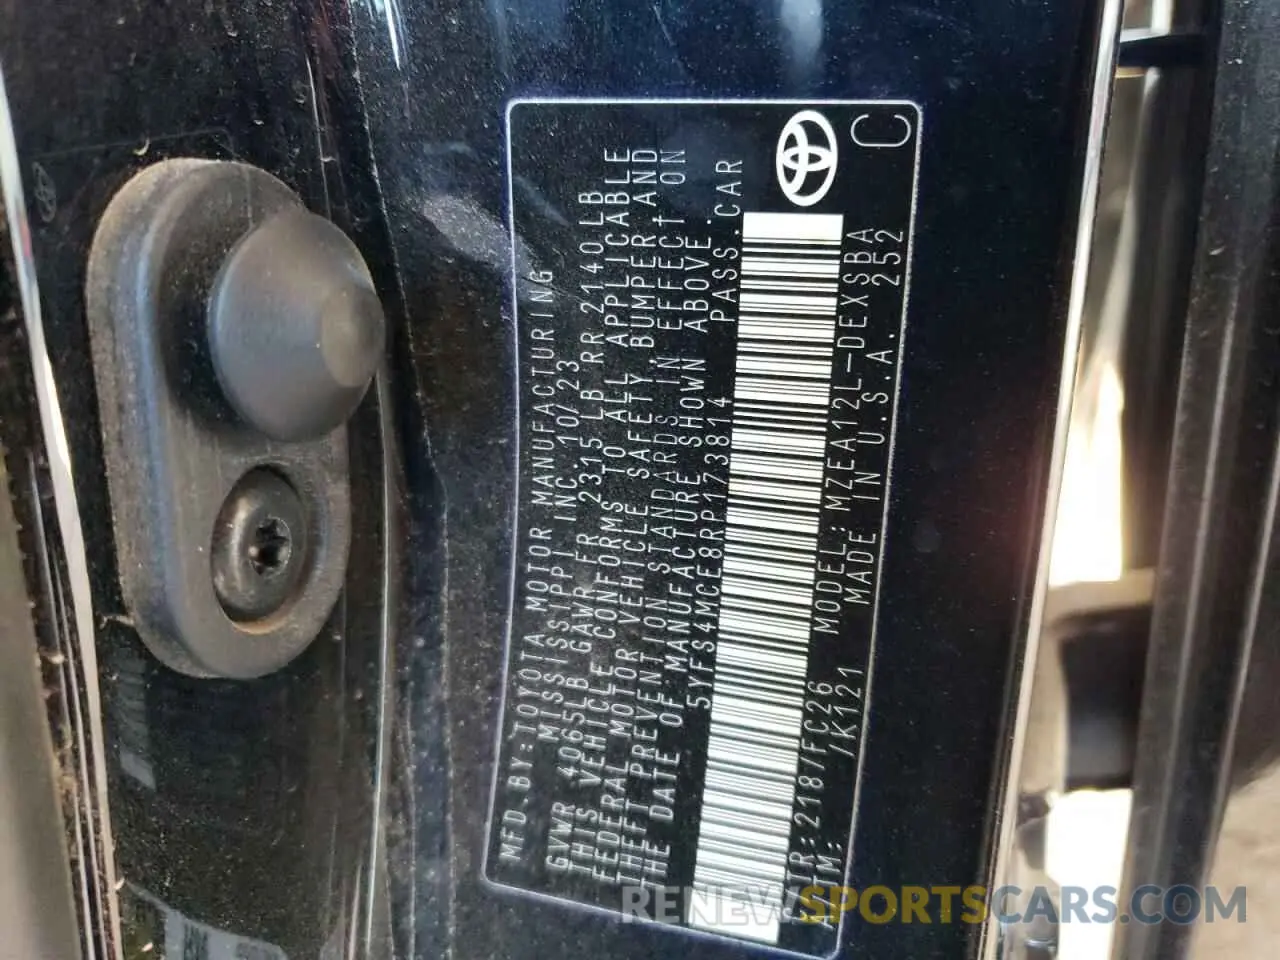 MFD.BY:TOYOTA MOTOR MANUFACTURING
MISSISSIPPI INC. 10/23
GVWR 4065LB GAWR FR 2315 LB RR 2140 LB
THIS VEHICLE CONFORMS TO ALL APPLICABLE
FEDERAL MOTOR VEHICLE SAFETY, BUMPER AND
THEFT PREVENTION STANDARDS IN EFFECT ON
THE DATE OF MANUFACTURE SHOWN ABOVE.
5YFS4MCE8RP173814 PASS.CAR
C/TR:218/FC26 MODEL:MZEA12L-DEXSBA
A/TM: /K121 MADE IN U.S.A. 252
C
RENEWSPORTSCARS.COM